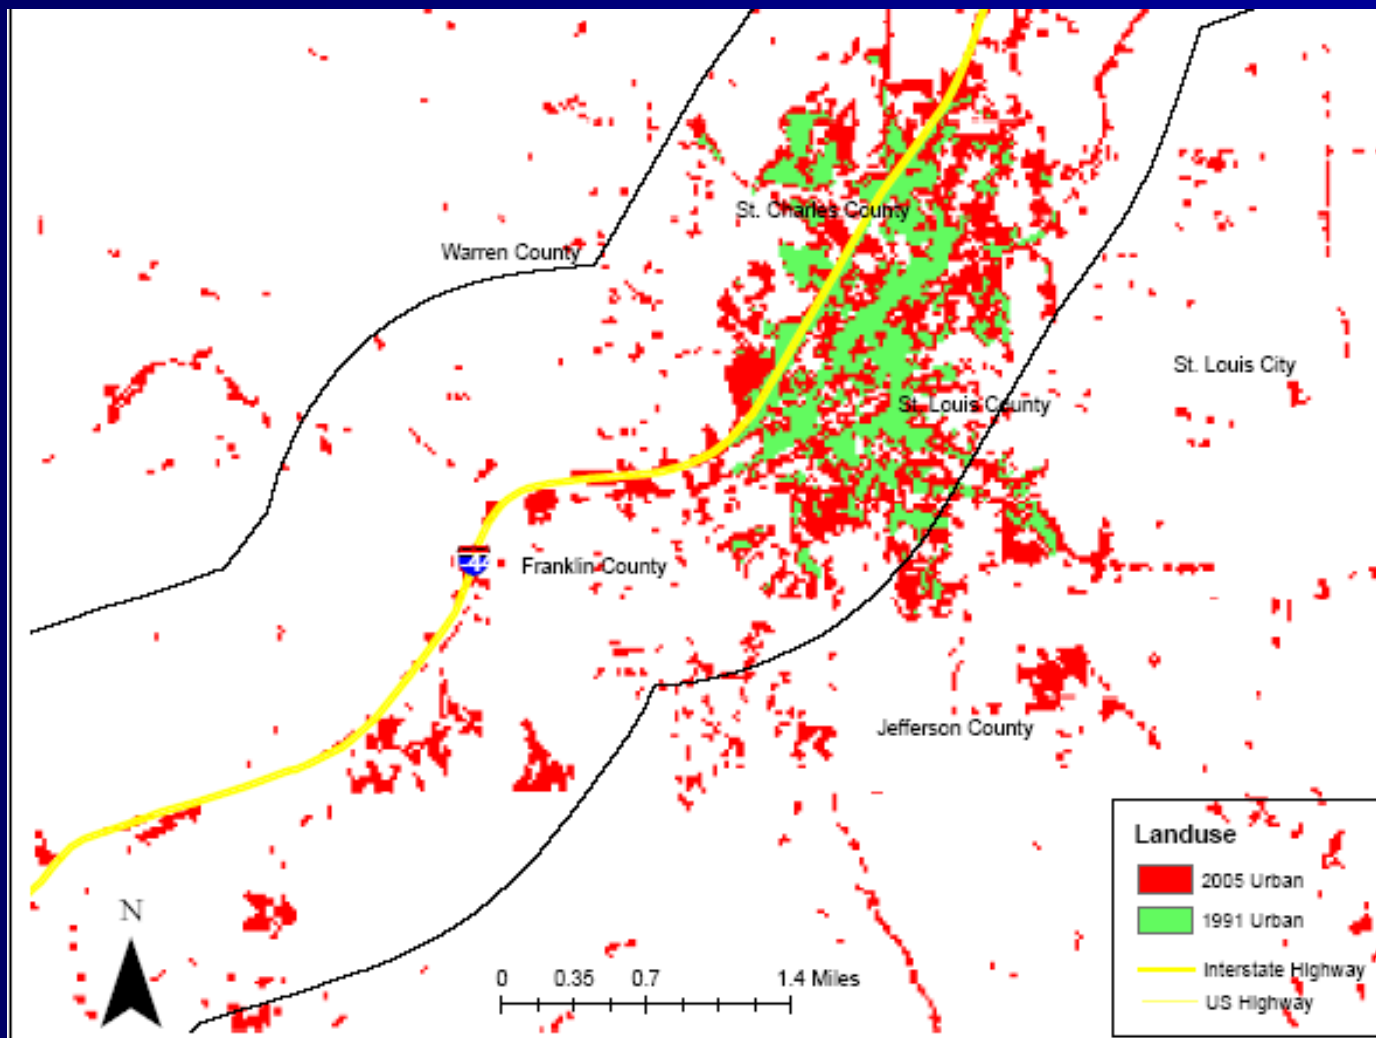 St. Charles County
Warren County
St. Louis City
St. Louis County
I-44
Franklin County
Jefferson County
Landuse
2005 Urban
1991 Urban
Interstate Highway
US Highway
N
0 0.35 0.7 1.4 Miles